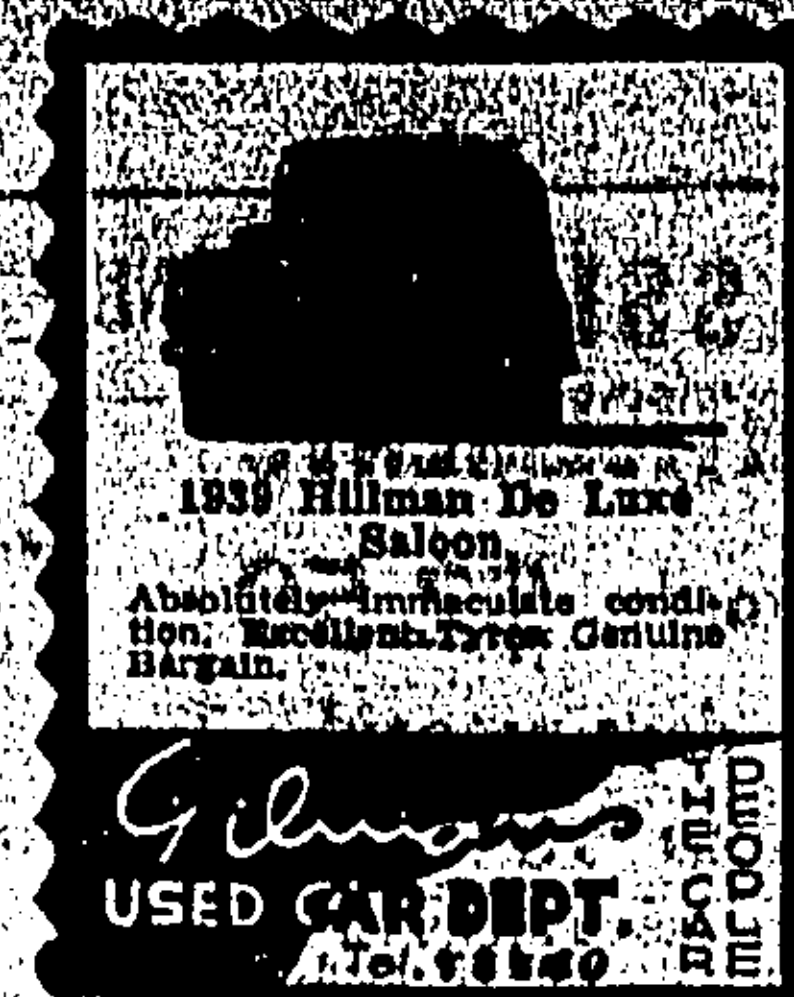 1939 Hillman De Luxe
Saloon.
Absolutely immaculate condi-
tion. Excellent Tyres Genuine
Bargain.
Gilmans
USED CAR DEPT.
Tel.
THE CAR
PEOPLE